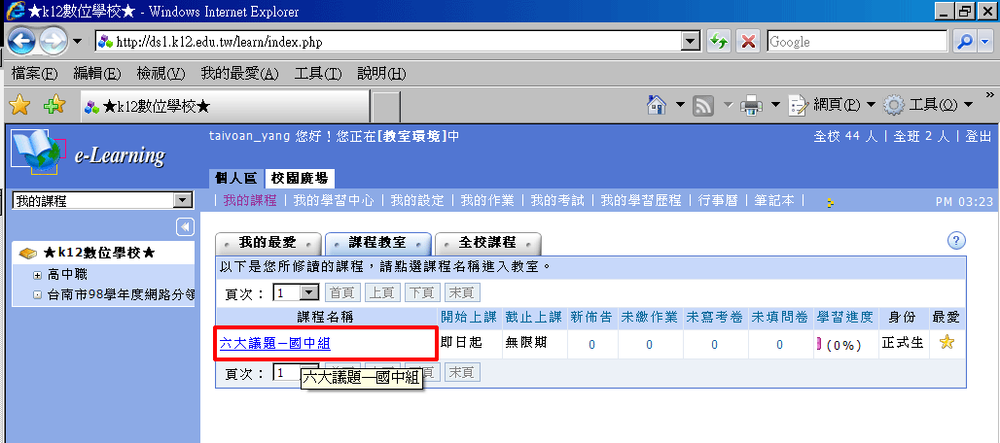 ★k12數位學校★ - Windows Internet Explorer
http://ds1.k12.edu.tw/learn/index.php
Google
檔案(F) 編輯(E) 檢視(V) 我的最愛(A) 工具(T) 說明(H)
★k12數位學校★
網頁(P) 工具(O) »
e-Learning
taivoan_yang 您好！您正在[教室環境]中
全校 44 人 | 全班 2 人 | 登出
個人區 校園廣場
我的課程
| 我的課程 | 我的學習中心 | 我的設定 | 我的作業 | 我的考試 | 我的學習歷程 | 行事曆 | 筆記本 |
PM 03:23
★k12數位學校★
高中職
台南市98學年度網路分領
我的最愛 課程教室 全校課程
?
以下是您所修讀的課程，請點選課程名稱進入教室。
頁次： 1 首頁 上頁 下頁 末頁
課程名稱 開始上課 截止上課 新佈告 未繳作業 未寫考卷 未填問卷 學習進度 身份 最愛
六大議題─國中組 即日起 無限期 0 0 0 0 (0%) 正式生
頁次： 1 末頁
六大議題─國中組